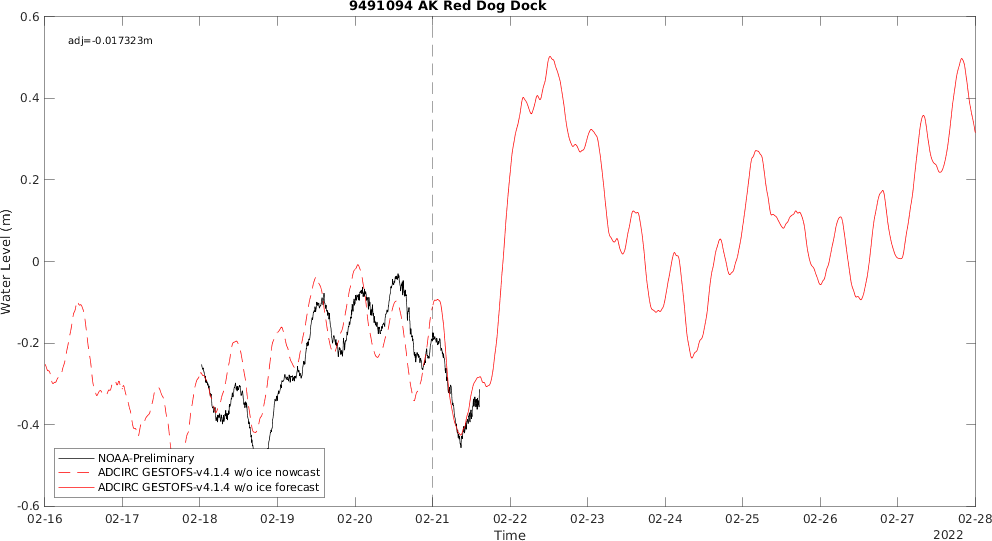 9491094 AK Red Dog Dock
adj=-0.017323m
0.6
0.4
0.2
0
-0.2
-0.4
-0.6
Water Level (m)
NOAA-Preliminary
ADCIRC GESTOFS-v4.1.4 w/o ice nowcast
ADCIRC GESTOFS-v4.1.4 w/o ice forecast
02-16 02-17 02-18 02-19 02-20 02-21 02-22 02-23 02-24 02-25 02-26 02-27 02-28
Time
2022